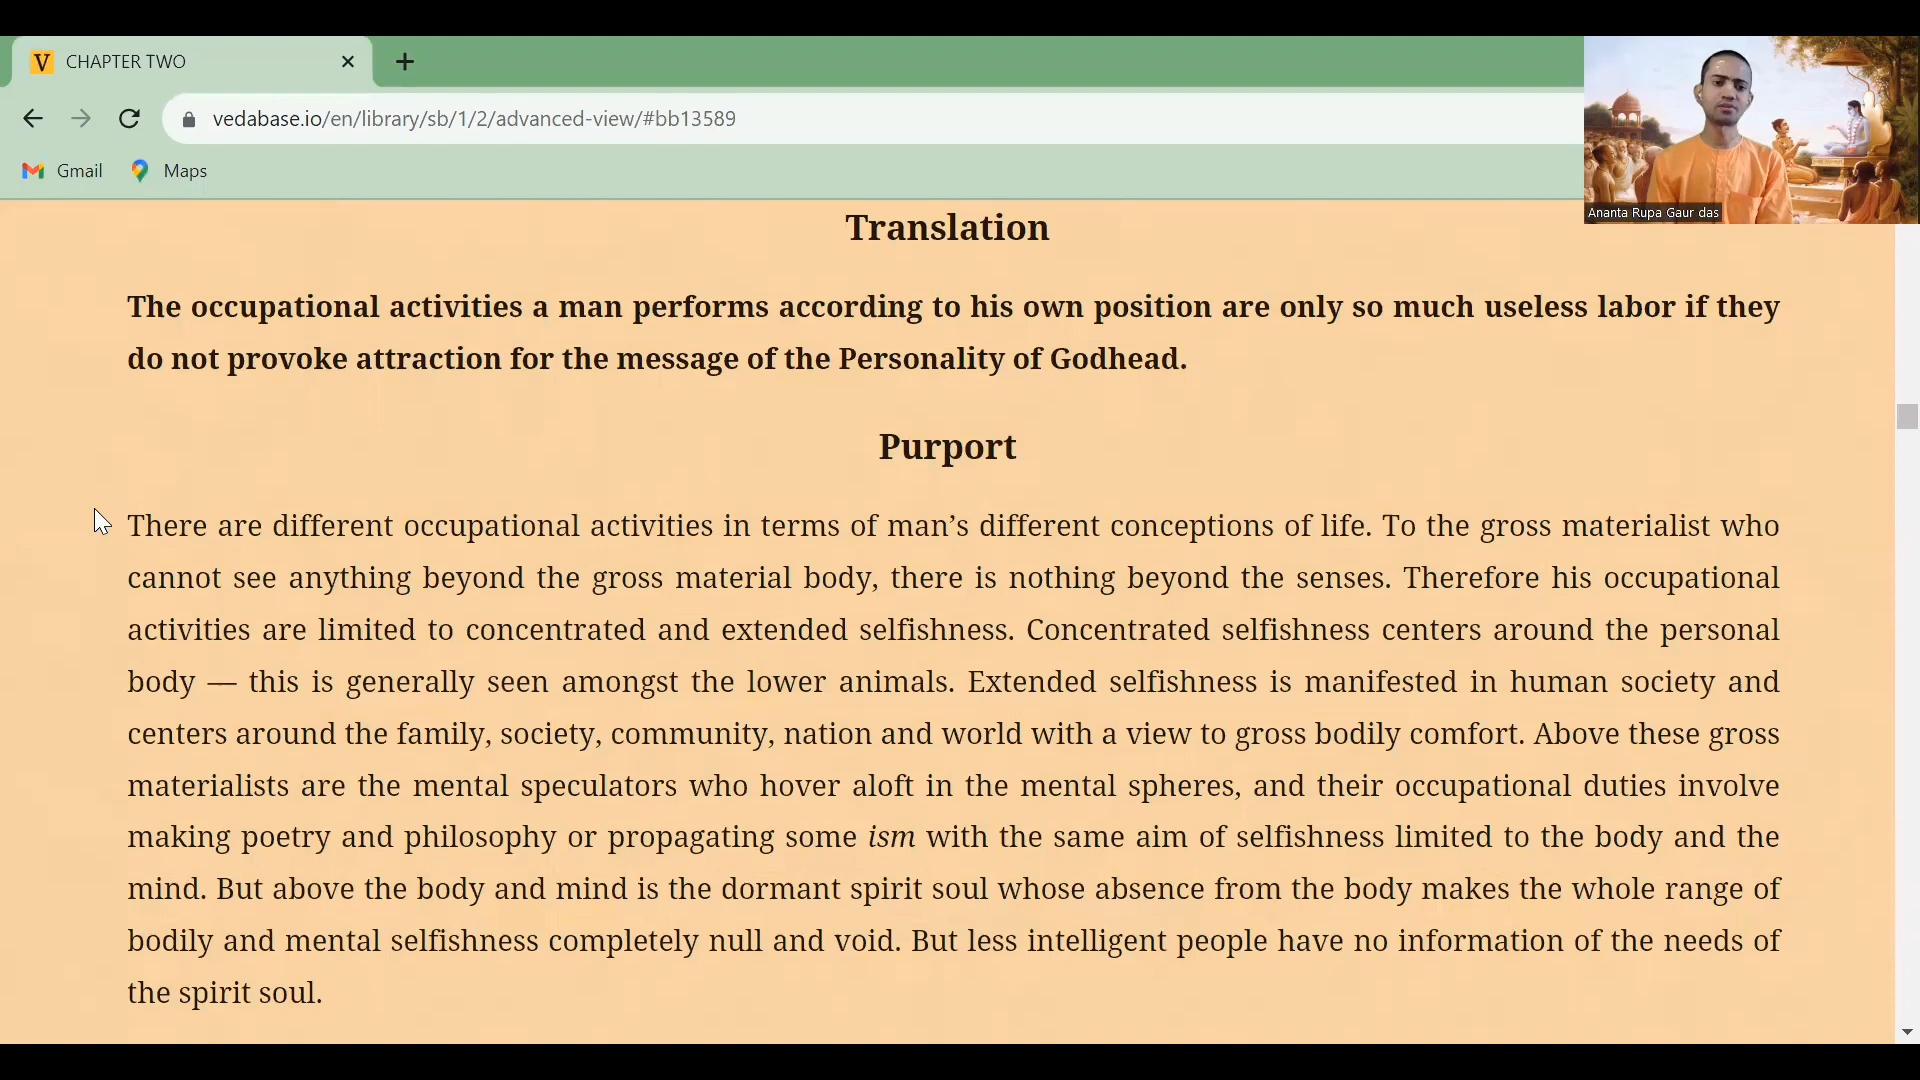 V CHAPTER TWO
vedabase.io/en/library/sb/1/2/advanced-view/#bb13589
Gmail Maps
Ananta Rupa Gaur das
Translation
The occupational activities a man performs according to his own position are only so much useless labor if they
do not provoke attraction for the message of the Personality of Godhead.
Purport
There are different occupational activities in terms of man’s different conceptions of life. To the gross materialist who
cannot see anything beyond the gross material body, there is nothing beyond the senses. Therefore his occupational
activities are limited to concentrated and extended selfishness. Concentrated selfishness centers around the personal
body — this is generally seen amongst the lower animals. Extended selfishness is manifested in human society and
centers around the family, society, community, nation and world with a view to gross bodily comfort. Above these gross
materialists are the mental speculators who hover aloft in the mental spheres, and their occupational duties involve
making poetry and philosophy or propagating some ism with the same aim of selfishness limited to the body and the
mind. But above the body and mind is the dormant spirit soul whose absence from the body makes the whole range of
bodily and mental selfishness completely null and void. But less intelligent people have no information of the needs of
the spirit soul.